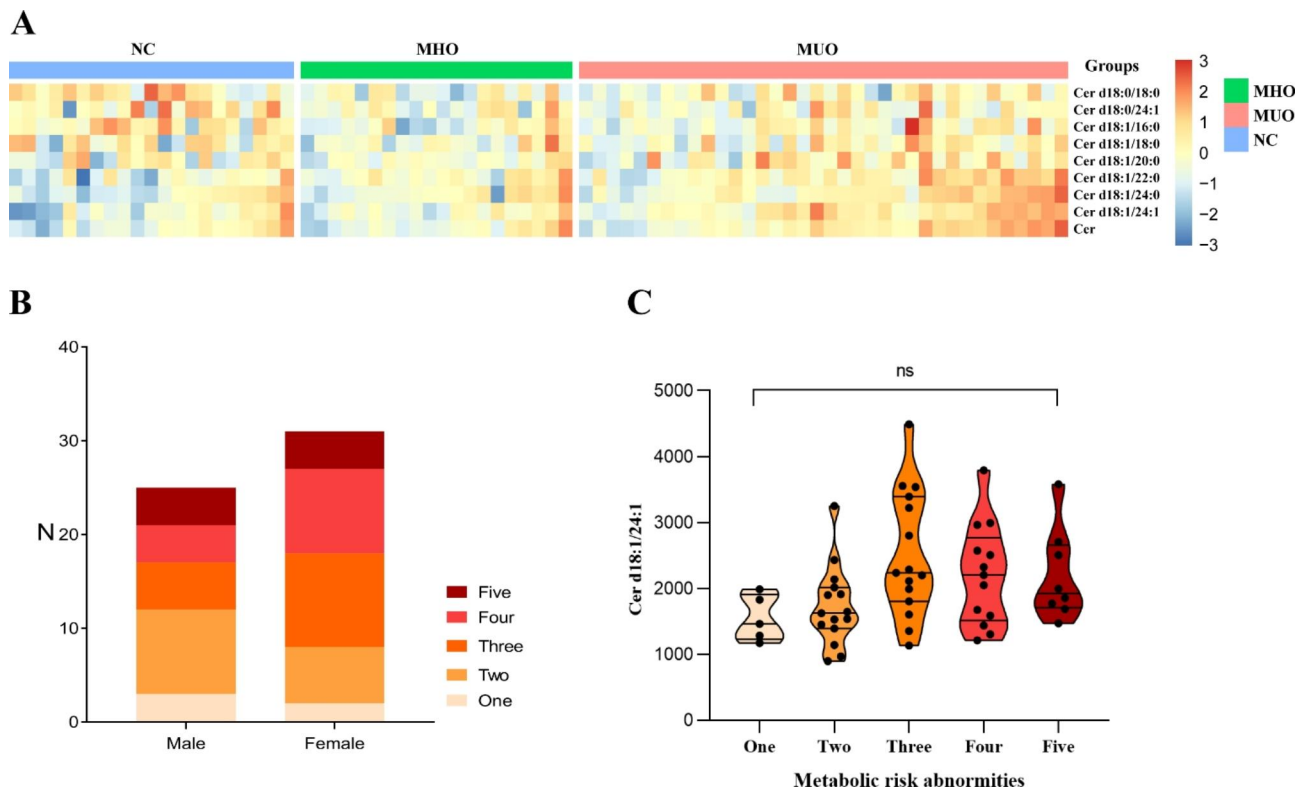 A
NC MHO MUO Groups
Cer d18:0/18:0
Cer d18:0/24:1
Cer d18:1/16:0
Cer d18:1/18:0
Cer d18:1/20:0
Cer d18:1/22:0
Cer d18:1/24:0
Cer d18:1/24:1
Cer
3
2
1
0
−1
−2
−3
MHO
MUO
NC
B
40
30
20
10
0
N
Male Female
Five
Four
Three
Two
One
C
ns
5000
4000
3000
2000
1000
0
Cer d18:1/24:1
One Two Three Four Five
Metabolic risk abnormities